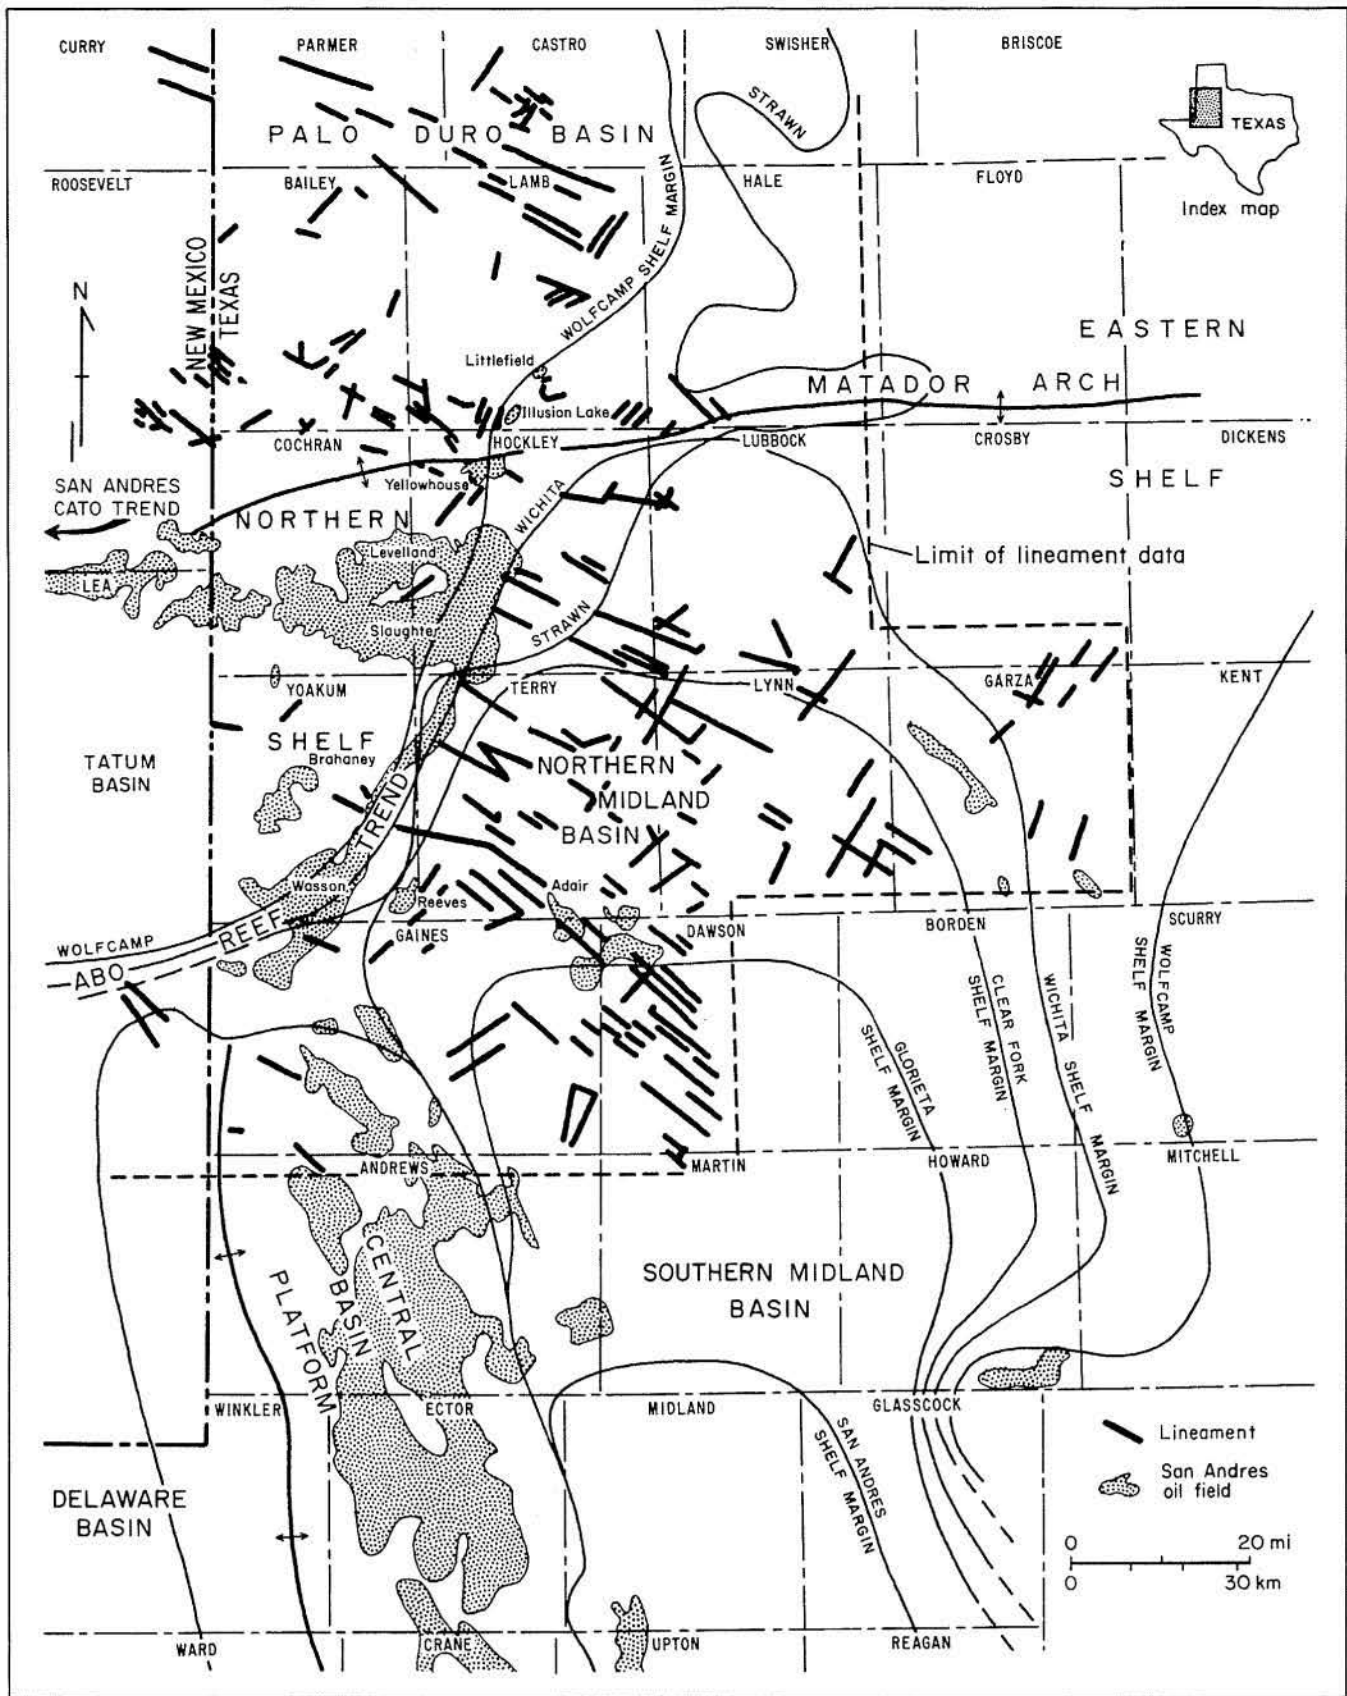 CURRY
PARMER
CASTRO
SWISHER
BRISCOE
STRAWN
TEXAS
Index map
PALO DURO BASIN
ROOSEVELT
BAILEY
LAMB
HALE
FLOYD
WOLFCAMP SHELF MARGIN
NEW MEXICO
TEXAS
N
EASTERN
Littlefield
MATADOR ARCH
Illusion Lake
COCHRAN
HOCKLEY
LUBBOCK
CROSBY
DICKENS
SAN ANDRES
CATO TREND
Yellowhouse
WICHITA
SHELF
NORTHERN
Levelland
Limit of lineament data
LEA
Slaughter
STRAWN
YOAKUM
TERRY
LYNN
GARZA
KENT
SHELF
Brahaney
TATUM
BASIN
NORTHERN
MIDLAND
BASIN
TREND
Wasson
Reeves
Adair
REEF
WOLFCAMP
ABO
GAINES
DAWSON
BORDEN
SCURRY
GLORIETA
SHELF MARGIN
CLEAR FORK
SHELF MARGIN
WICHITA SHELF MARGIN
WOLFCAMP
SHELF MARGIN
ANDREWS
MARTIN
HOWARD
MITCHELL
CENTRAL
BASIN
PLATFORM
SOUTHERN MIDLAND
BASIN
WINKLER
ECTOR
MIDLAND
GLASSCOCK
SAN ANDRES
SHELF MARGIN
Lineament
San Andres
oil field
DELAWARE
BASIN
0 20 mi
0 30 km
WARD
CRANE
UPTON
REAGAN